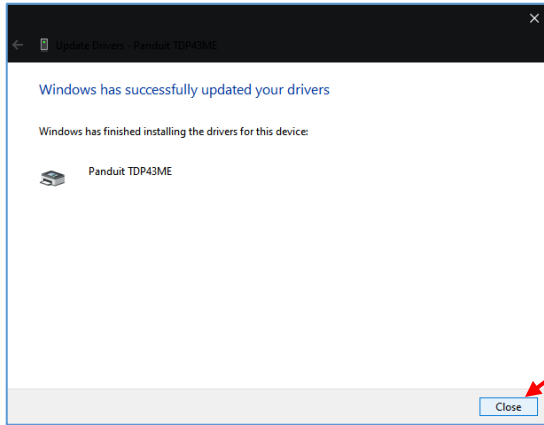 Update Drivers - Panduit TDP43ME
Windows has successfully updated your drivers
Windows has finished installing the drivers for this device:
Panduit TDP43ME
Close